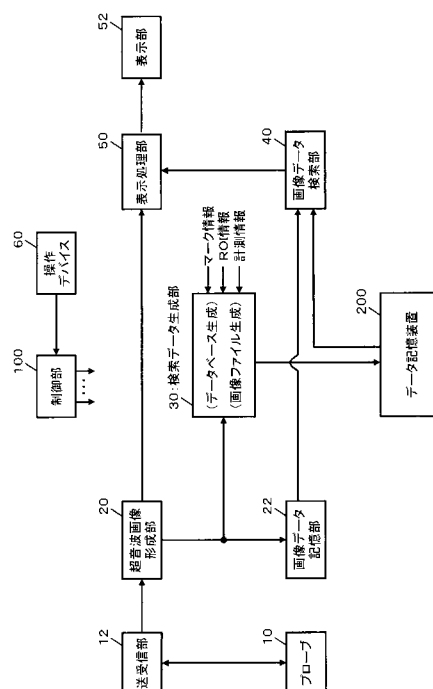 60
操作
デバイス
100
制御部
・・・
12
送受信部
20
超音波画像
形成部
50
表示処理部
52
表示部
30：検索データ生成部
（データベース生成）
（画像ファイル生成）
マーク情報
ROI情報
計測情報
10
プローブ
22
画像データ
記憶部
40
画像データ
検索部
200
データ記憶装置